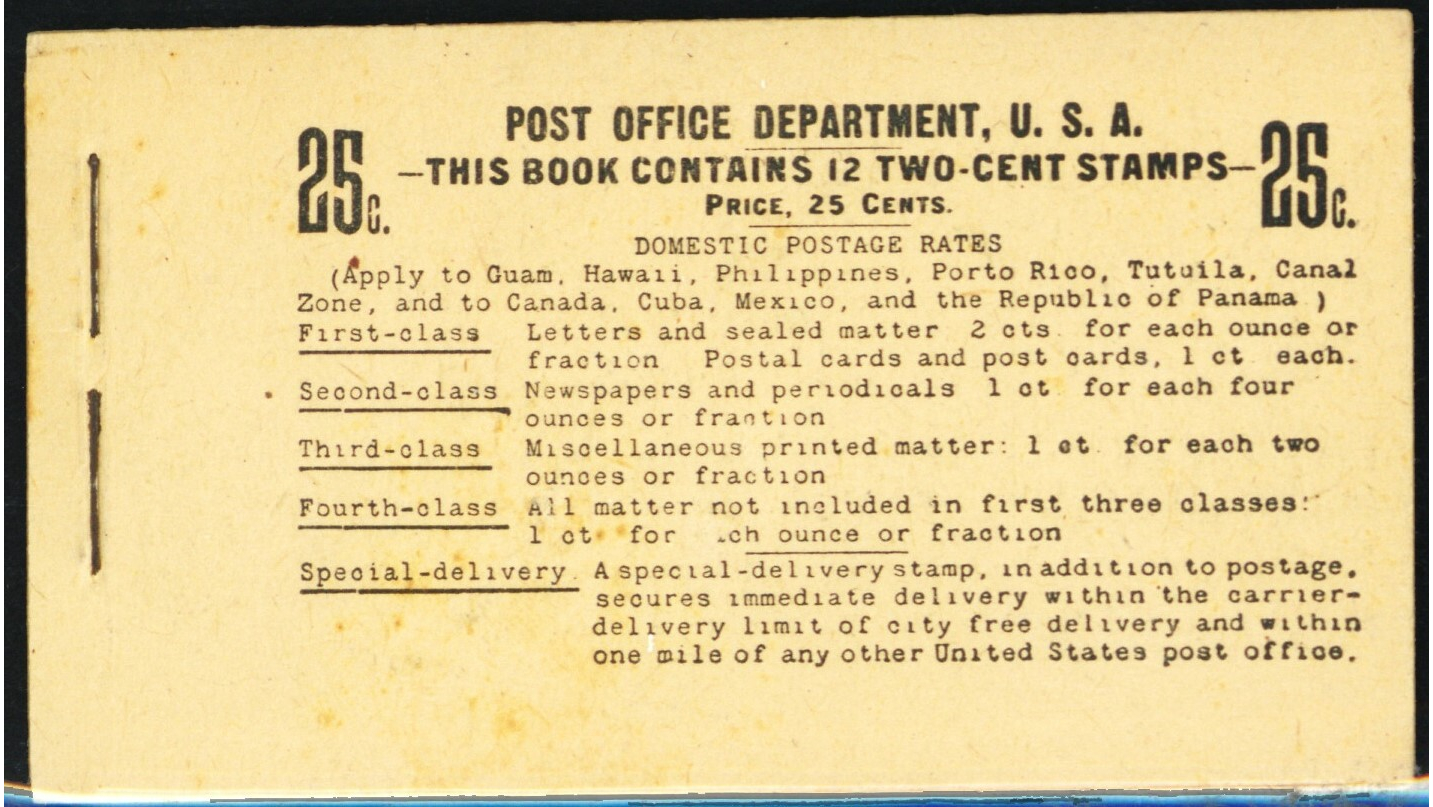 POST OFFICE DEPARTMENT, U. S. A.
25c. —THIS BOOK CONTAINS 12 TWO-CENT STAMPS— 25c.
PRICE, 25 CENTS.
DOMESTIC POSTAGE RATES
(Apply to Guam, Hawaii, Philippines, Porto Rico, Tutuila, Canal
Zone, and to Canada, Cuba, Mexico, and the Republic of Panama )
First-class Letters and sealed matter 2 cts. for each ounce or
fraction Postal cards and post cards, 1 ct each.
Second-class Newspapers and periodicals 1 ct for each four
ounces or fraction
Third-class Miscellaneous printed matter: 1 ct. for each two
ounces or fraction
Fourth-class All matter not included in first three classes:
1 ct for ounce or fraction
Special-delivery. A special-delivery stamp, in addition to postage,
secures immediate delivery within the carrier-
delivery limit of city free delivery and within
one mile of any other United States post office.